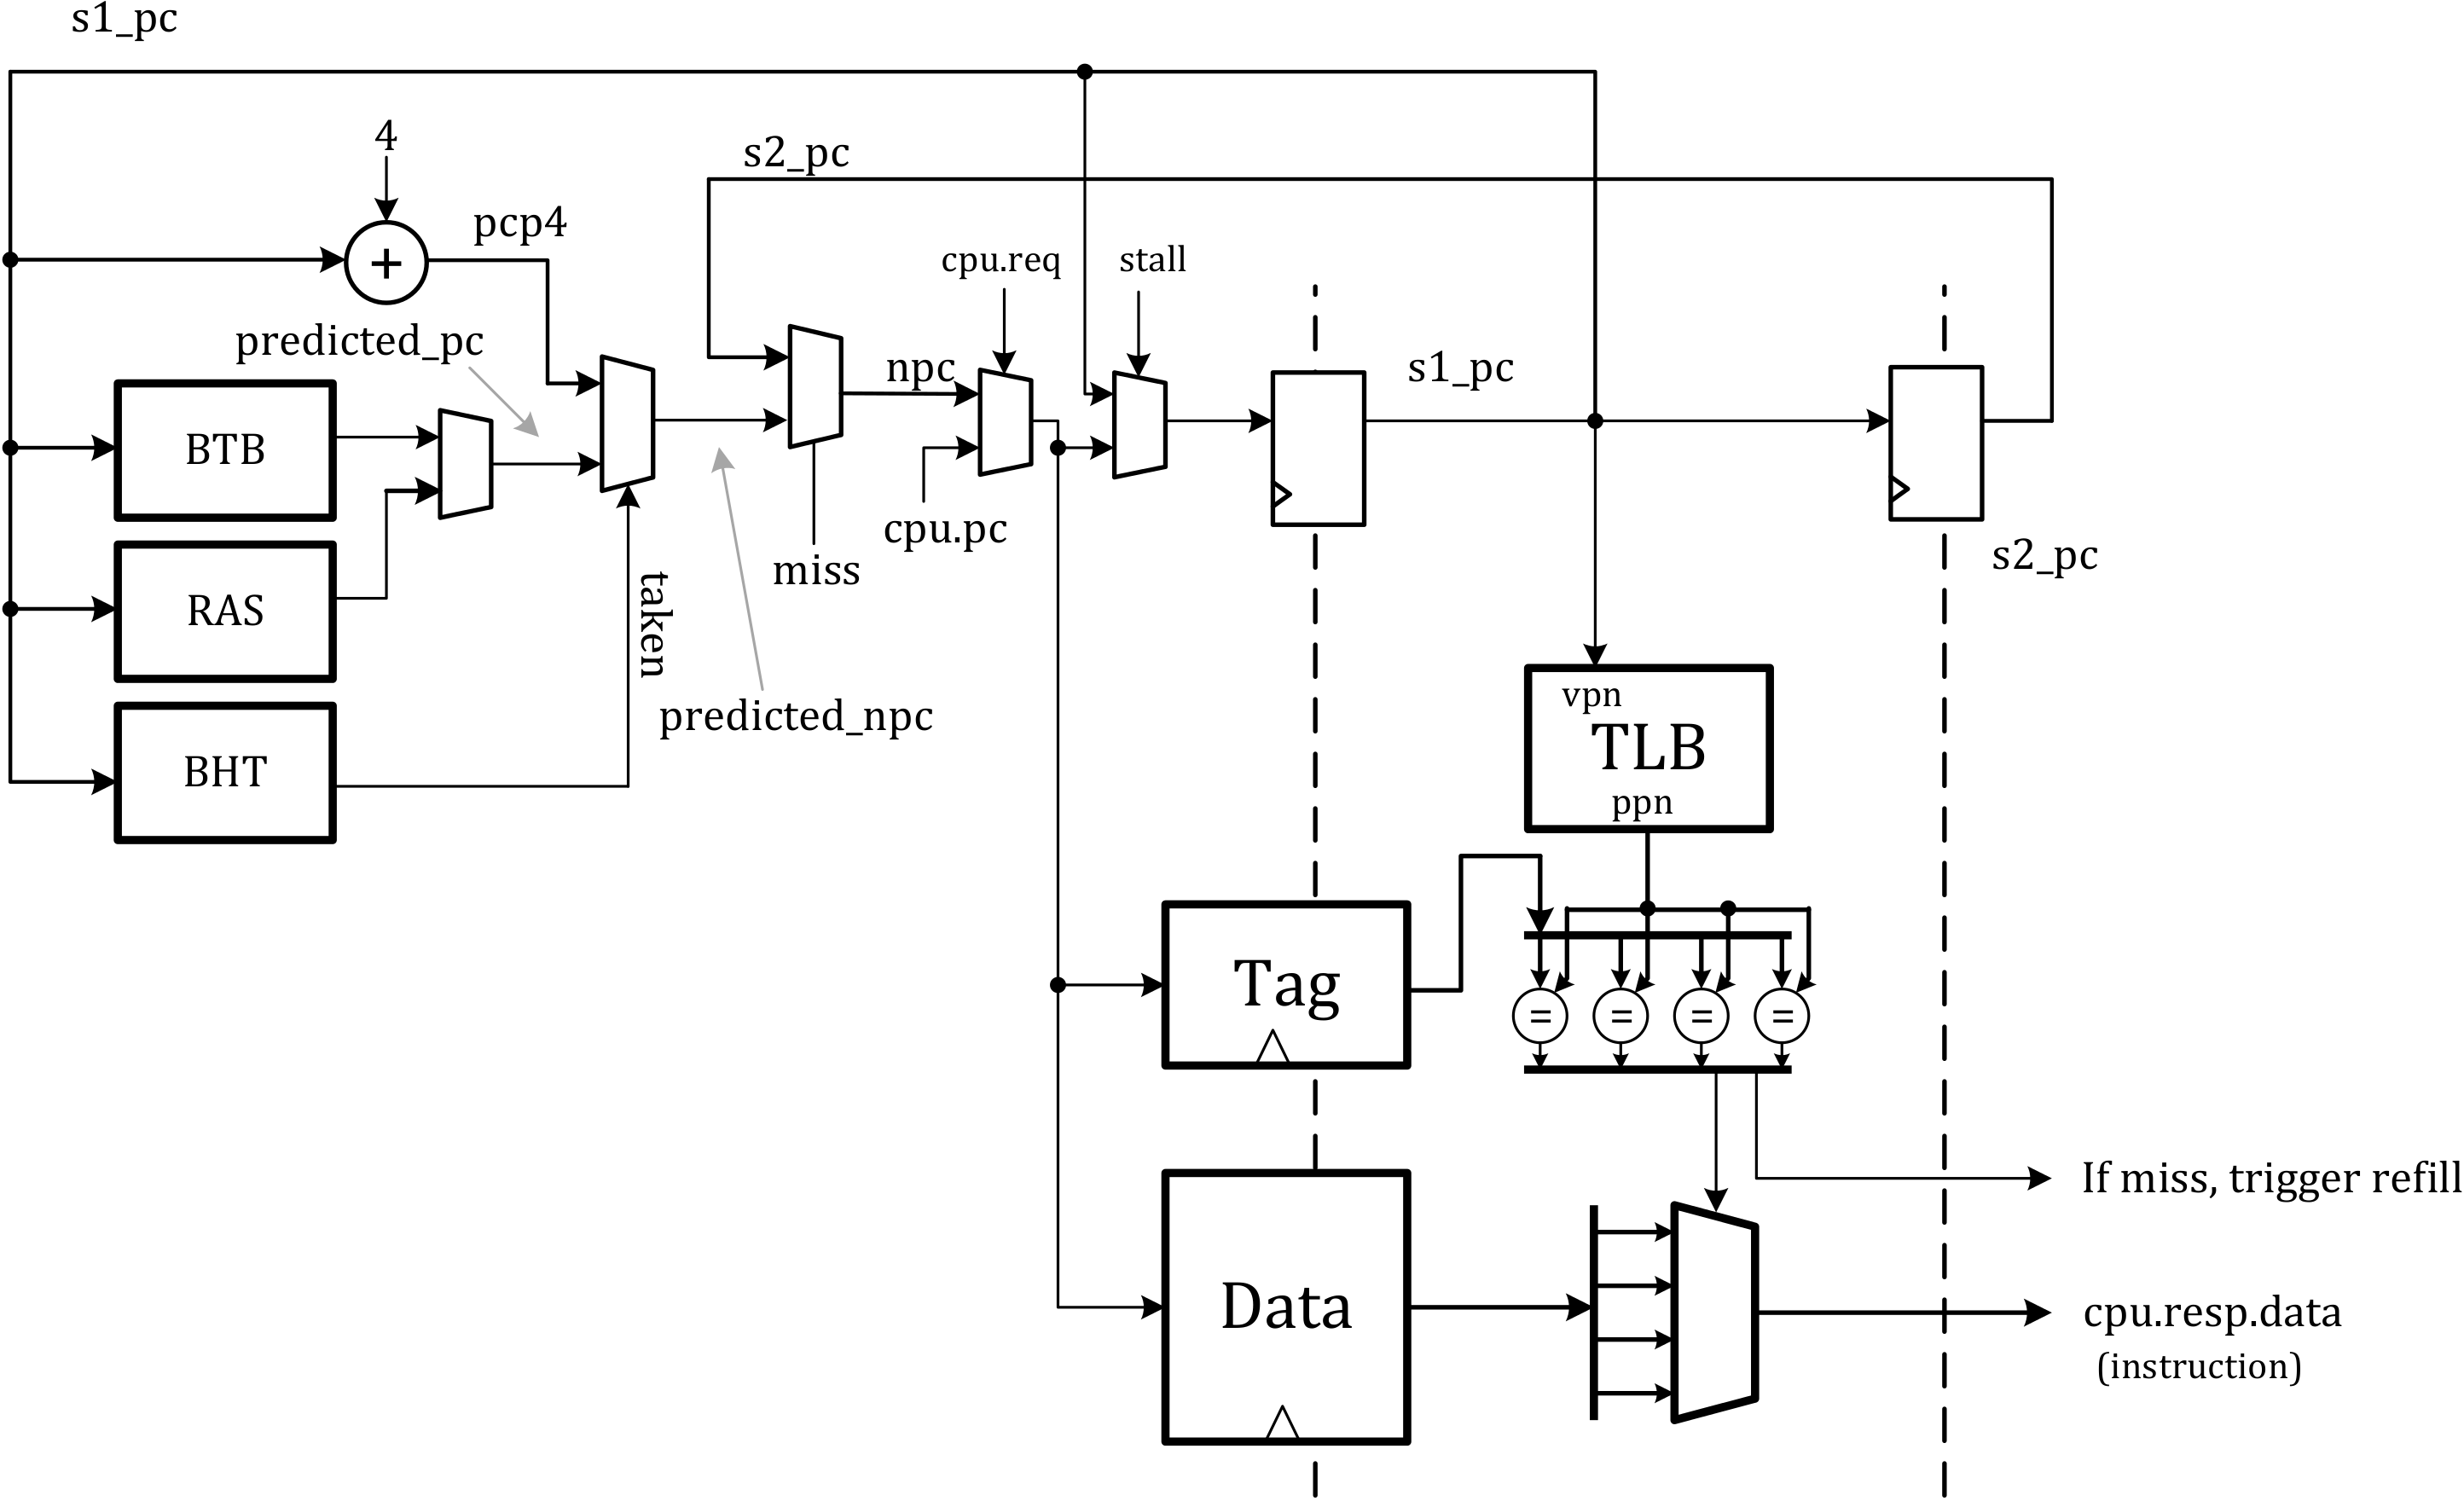 s1_pc
4
s2_pc
pcp4
cpu.req
stall
+
predicted_pc
npc
s1_pc
BTB
cpu.pc
s2_pc
miss
taken
RAS
vpn
TLB
ppn
predicted_npc
BHT
Tag
= = = =
If miss, trigger refill
Data
cpu.resp.data
(instruction)